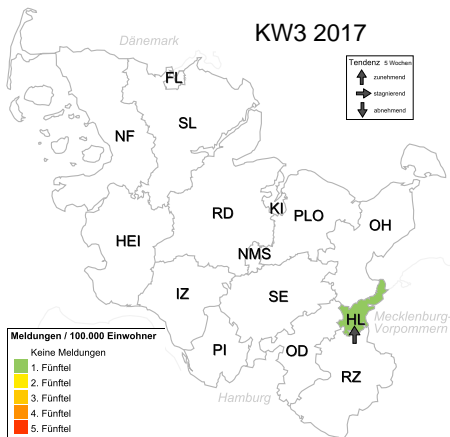 KW3 2017
Dänemark
Tendenz 5 Wochen
zunehmend
stagnierend
abnehmend
FL
SL
NF
RD
KI
PLO
OH
HEI
NMS
IZ
SE
HL
Mecklenburg-
Vorpommern
PI
OD
RZ
Hamburg
Meldungen / 100.000 Einwohner
Keine Meldungen
1. Fünftel
2. Fünftel
3. Fünftel
4. Fünftel
5. Fünftel